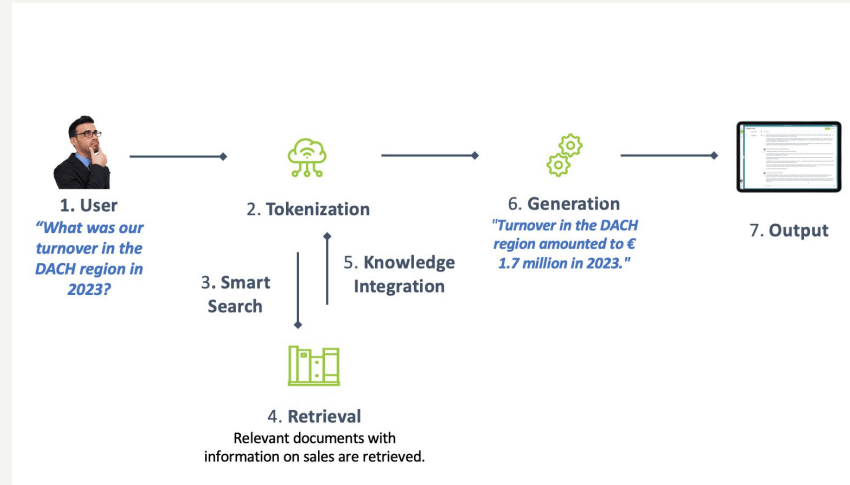 1. User
“What was our
turnover in the
DACH region in
2023?
2. Tokenization
3. Smart
Search
4. Retrieval
Relevant documents with
information on sales are retrieved.
5. Knowledge
Integration
6. Generation
"Turnover in the DACH
region amounted to €
1.7 million in 2023."
7. Output